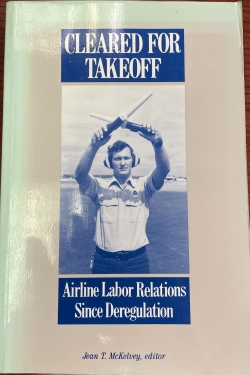 CLEARED FOR
TAKEOFF
Airline Labor Relations
Since Deregulation
Jean T. McKelvey, editor